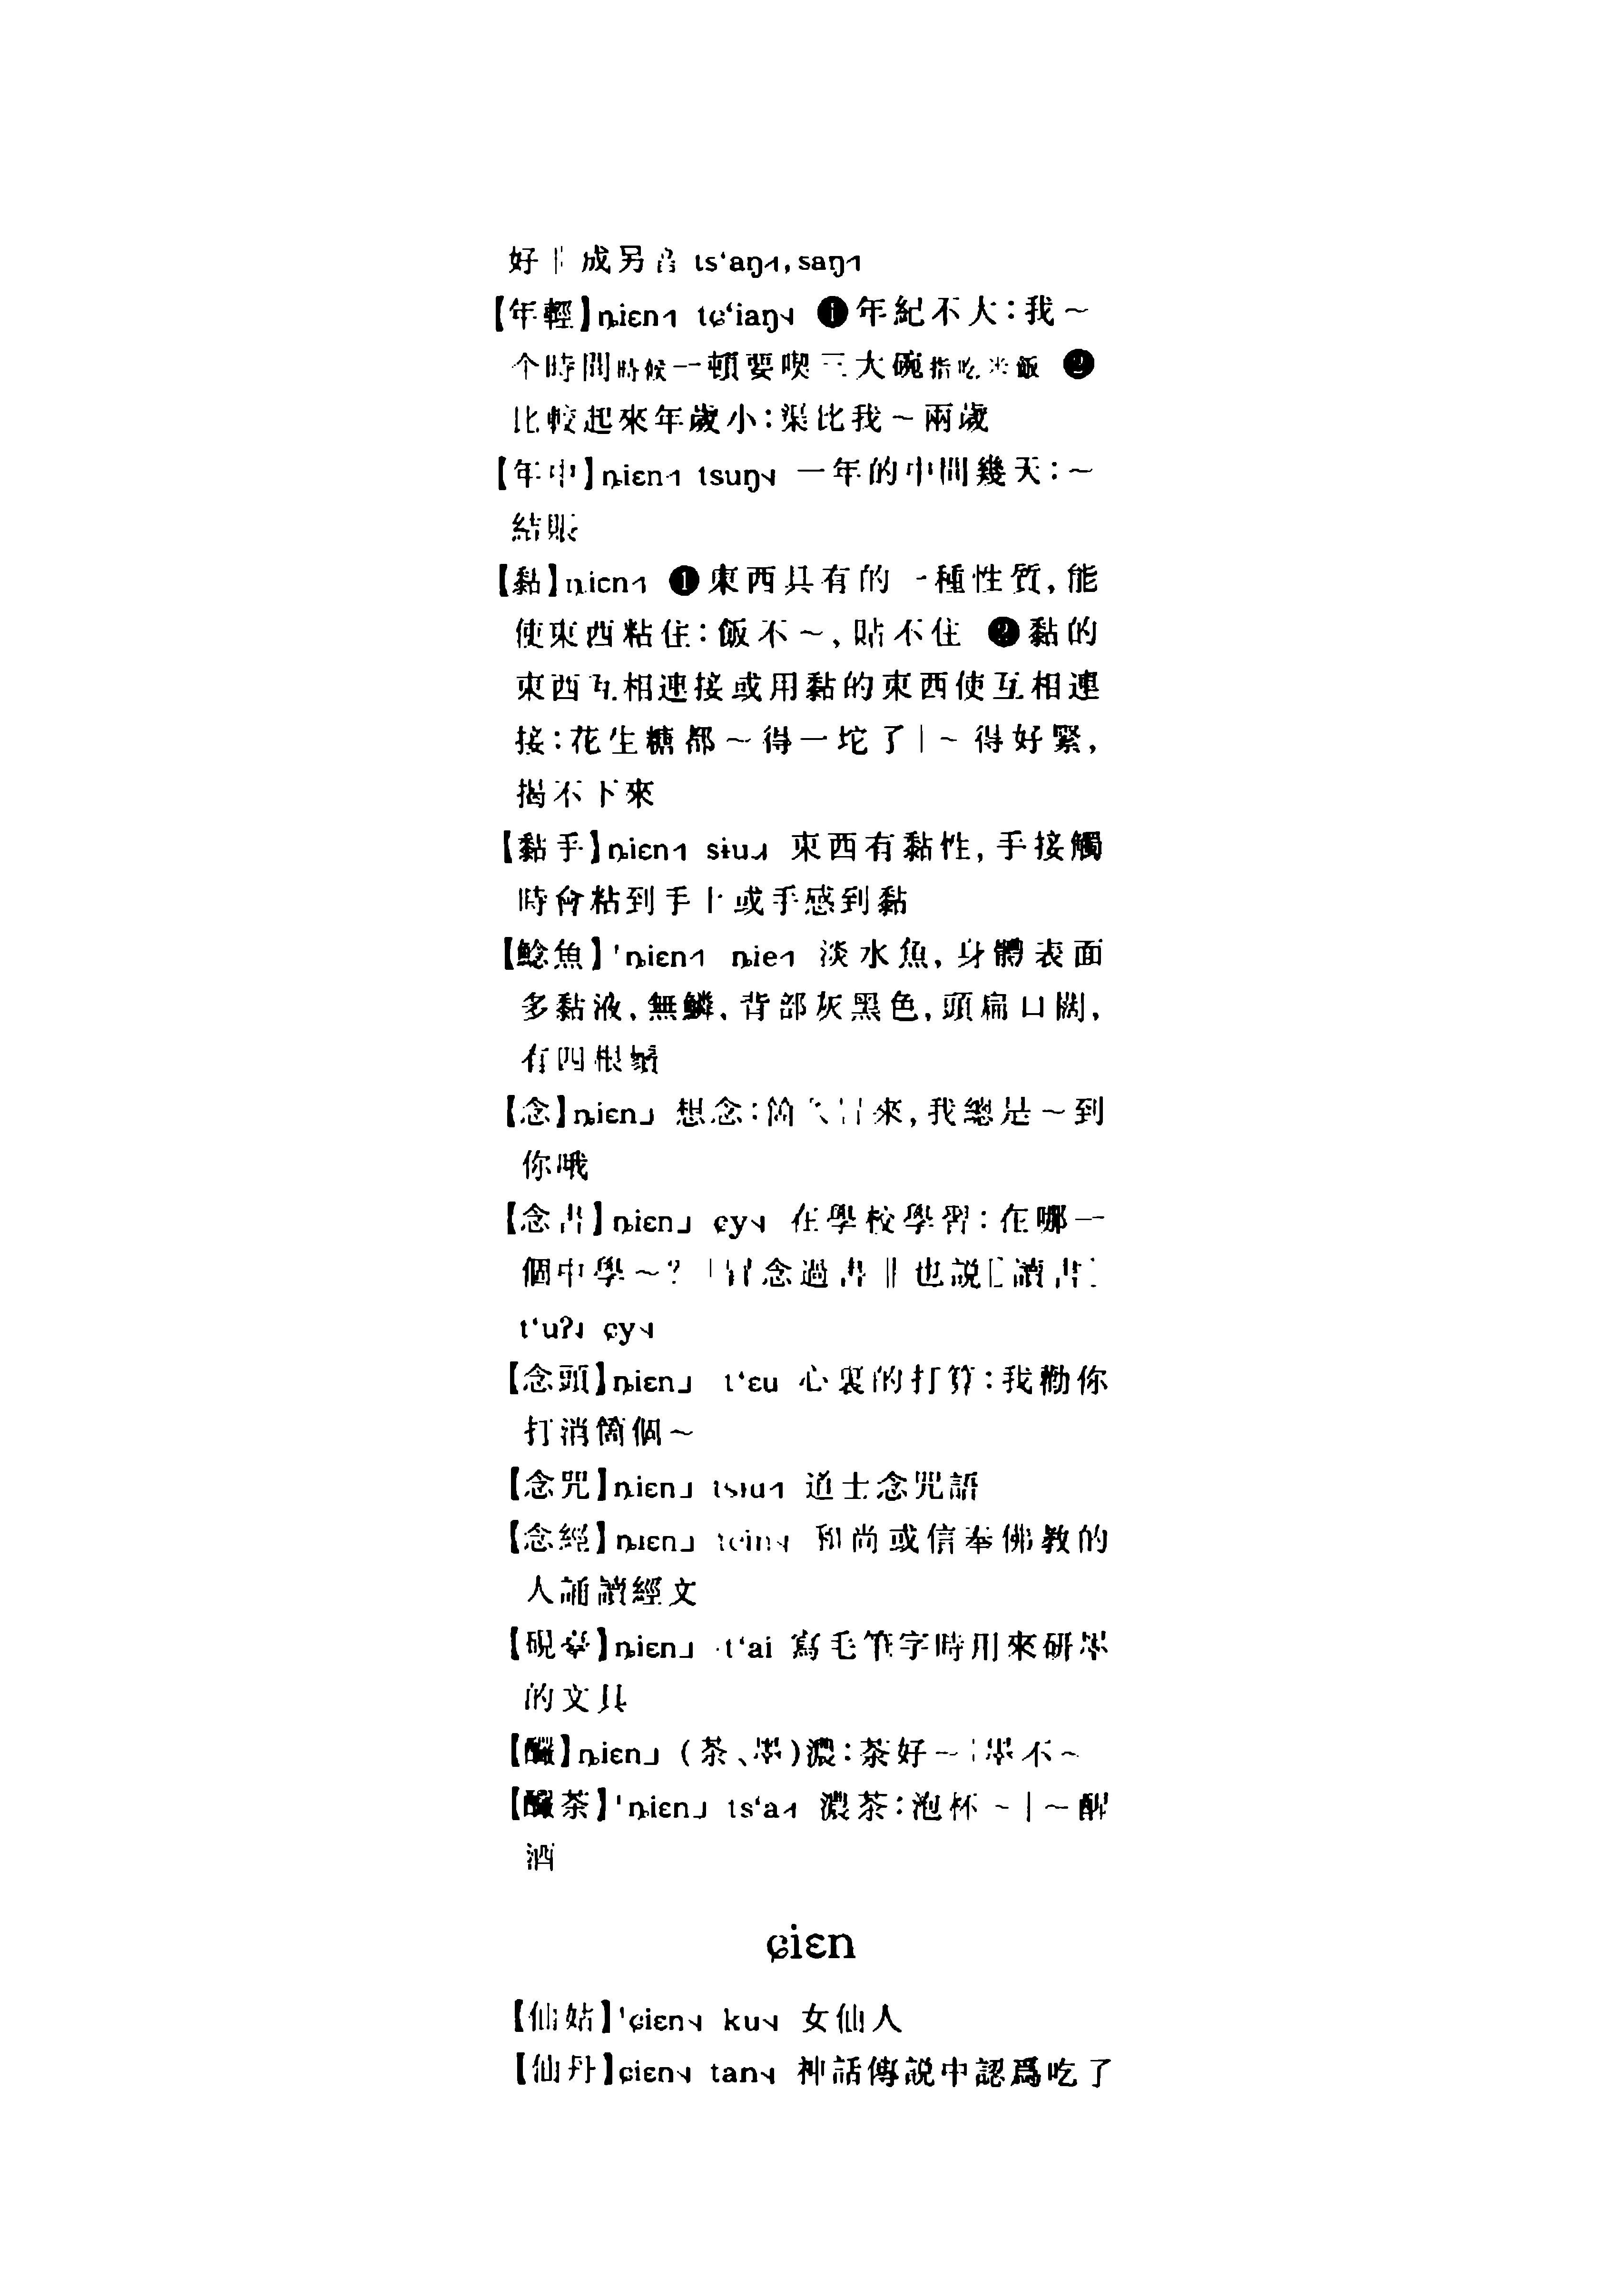 好‖成另音 ts‘aŋ˧˥, saŋ˧˥
【年輕】ȵiɛn˧˥ tɕ‘iaŋ˨˧ ❶年紀不大：我～
个時間時候一頓要喫三大碗指吃米飯 ❷
比較起來年歲小：渠比我～兩歲
【年中】ȵiɛn˧˥ tsuŋ˨˧ 一年的中間幾天：～
結賬
【黏】ȵiɛn˧˥ ❶東西具有的一種性質，能
使東西粘住：飯不～，貼不住 ❷黏的
東西互相連接或用黏的東西使互相連
接：花生糖都～得一坨了｜～得好緊，
揭不下來
【黏手】ȵiɛn˧˥ sɨu˨˩ 東西有黏性，手接觸
時會粘到手上或手感到黏
【鯰魚】'ȵiɛn˧˥ ȵie˧˥ 淡水魚，身體表面
多黏液，無鱗，背部灰黑色，頭扁口闊，
有四根鬚
【念】ȵiɛn˩ 想念：箇 來，我總是～到
你哦
【念書】ȵiɛn˩ ɕy˨˧ 在學校學習：在哪一
個中學～？｜冒念過書‖也説［讀書］
t‘uʔ˨ ɕy˨˧
【念頭】ȵiɛn˩ t‘ɛu 心裏的打算：我勸你
打消箇個～
【念咒】ȵiɛn˩ tsɨu˧˥ 道士念咒語
【念經】ȵiɛn˩ tɕin˨˧ 和尚或信奉佛教的
人誦讀經文
【硯臺】ȵiɛn˩ ·t‘ai 寫毛筆字時用來研墨
的文具
【釅】ȵiɛn˩ （茶、墨）濃：茶好～｜墨不～
【釅茶】'ȵiɛn˩ ts‘a˧˥ 濃茶：泡杯～｜～醒
酒
ɕiɛn
【仙姑】'ɕiɛn˨˧ ku˨˧ 女仙人
【仙丹】ɕiɛn˨˧ tan˨˧ 神話傳説中認爲吃了